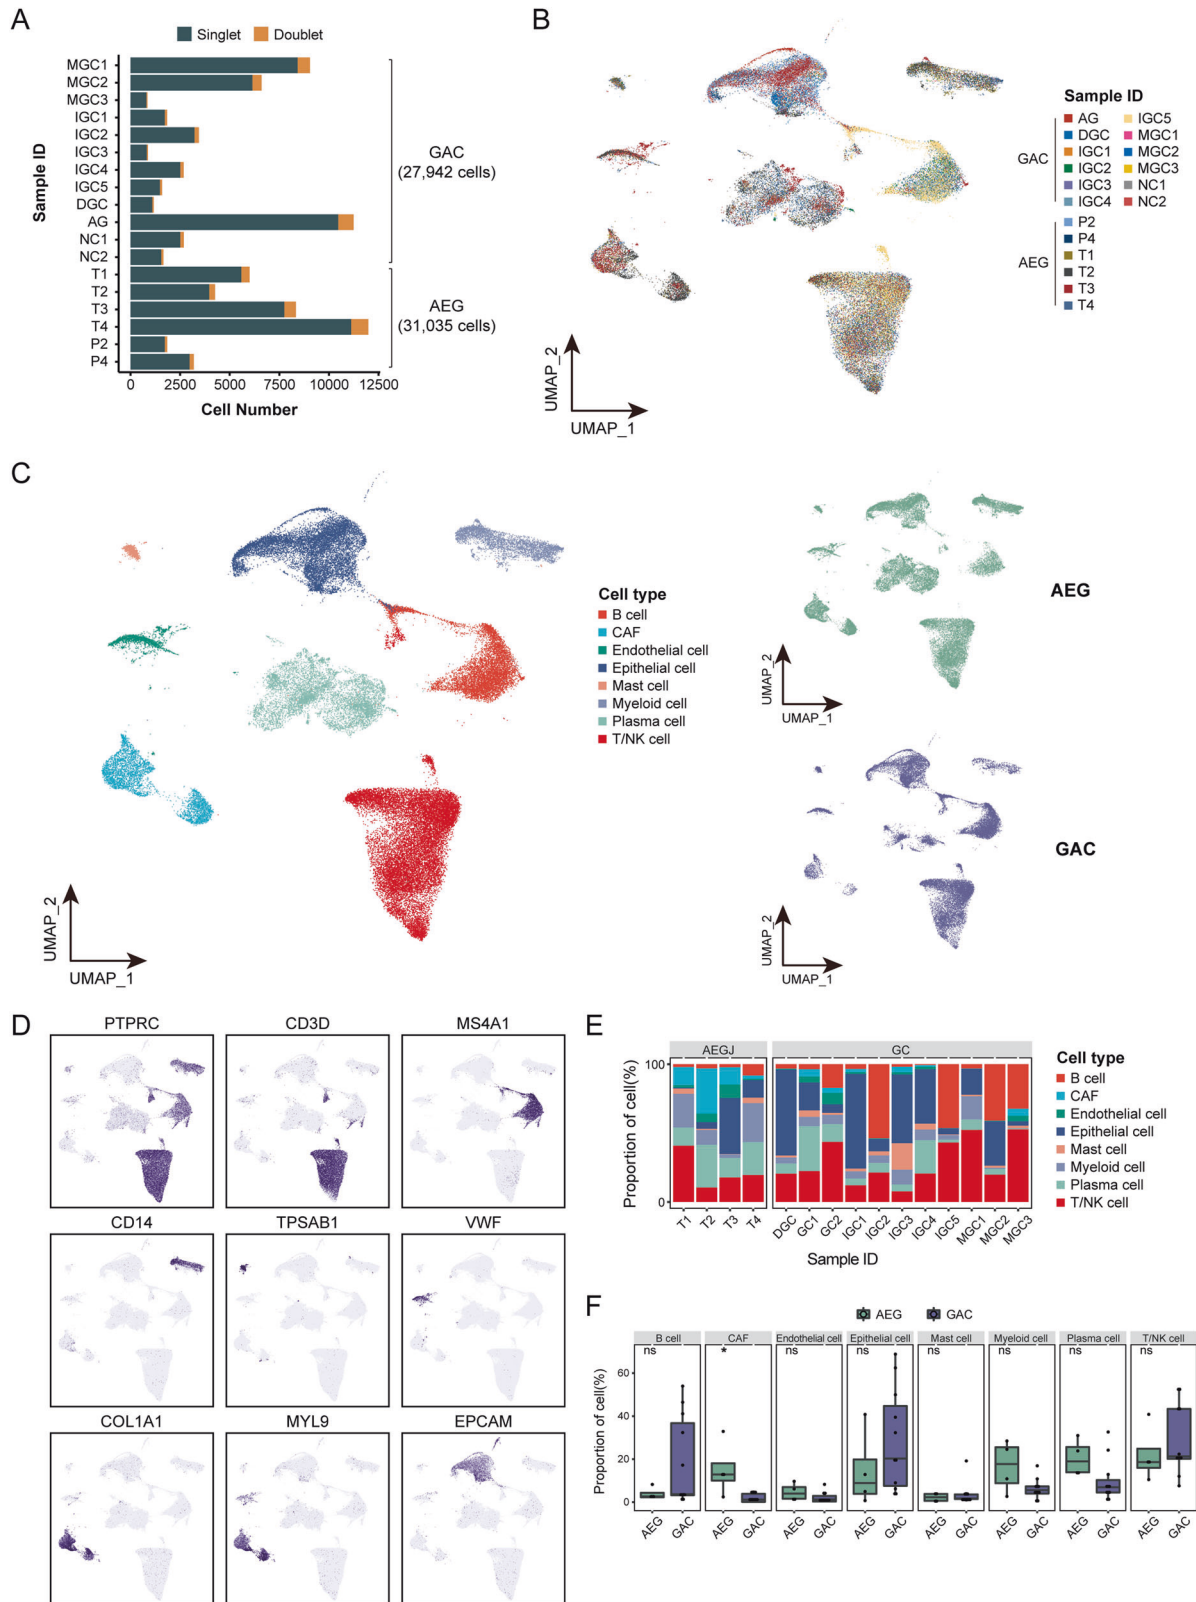 A
Singlet Doublet
MGC1
MGC2
MGC3
IGC1
IGC2
IGC3
IGC4
IGC5
DGC
AG
NC1
NC2
T1
T2
T3
T4
P2
P4
Sample ID
GAC
(27,942 cells)
AEG
(31,035 cells)
0 2500 5000 7500 10000 12500
Cell Number
B
Sample ID
GAC
AG IGC5
DGC MGC1
IGC1 MGC2
IGC2 MGC3
IGC3 NC1
IGC4 NC2
AEG
P2
P4
T1
T2
T3
T4
UMAP_2
UMAP_1
C
Cell type
B cell
CAF
Endothelial cell
Epithelial cell
Mast cell
Myeloid cell
Plasma cell
T/NK cell
UMAP_2
UMAP_1
AEG
UMAP_2
UMAP_1
GAC
UMAP_2
UMAP_1
D
PTPRC CD3D MS4A1
CD14 TPSAB1 VWF
COL1A1 MYL9 EPCAM
E
AEGJ GC
Proportion of cell(%)
100
0
T1 T2 T3 T4 DGC GC1 GC2 IGC1 IGC2 IGC3 IGC4 IGC5 MGC1 MGC2 MGC3
Sample ID
Cell type
B cell
CAF
Endothelial cell
Epithelial cell
Mast cell
Myeloid cell
Plasma cell
T/NK cell
F
AEG GAC
B cell CAF Endothelial cell Epithelial cell Mast cell Myeloid cell Plasma cell T/NK cell
ns * ns ns ns ns ns ns
Proportion of cell(%)
60
40
20
0
AEG GAC AEG GAC AEG GAC AEG GAC AEG GAC AEG GAC AEG GAC AEG GAC